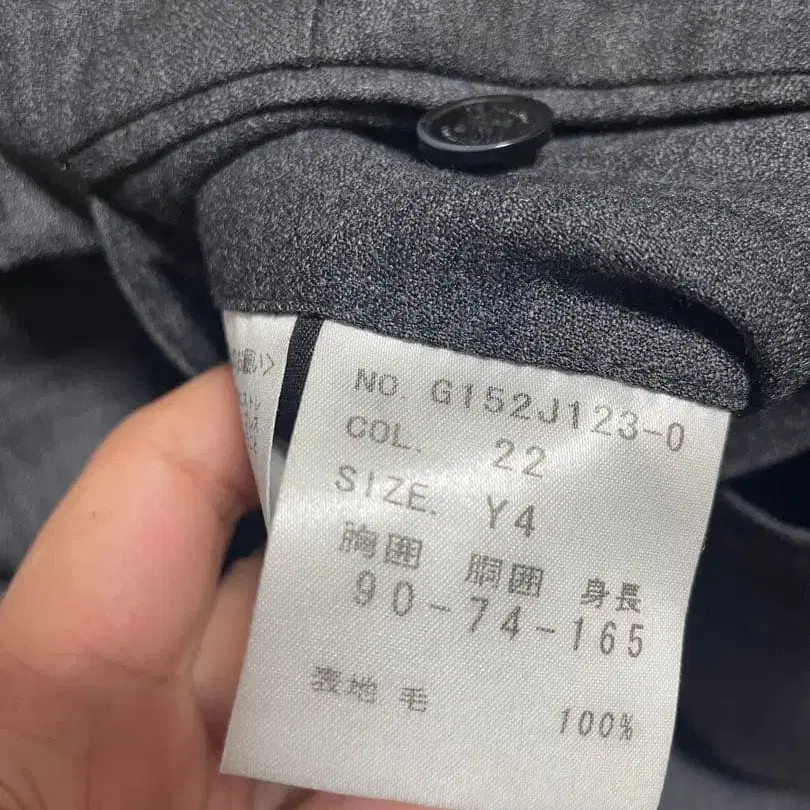 NO. G152J123-0
COL. 22
SIZE. Y4
胸囲 胴囲 身長
90-74-165
表地 毛 100%